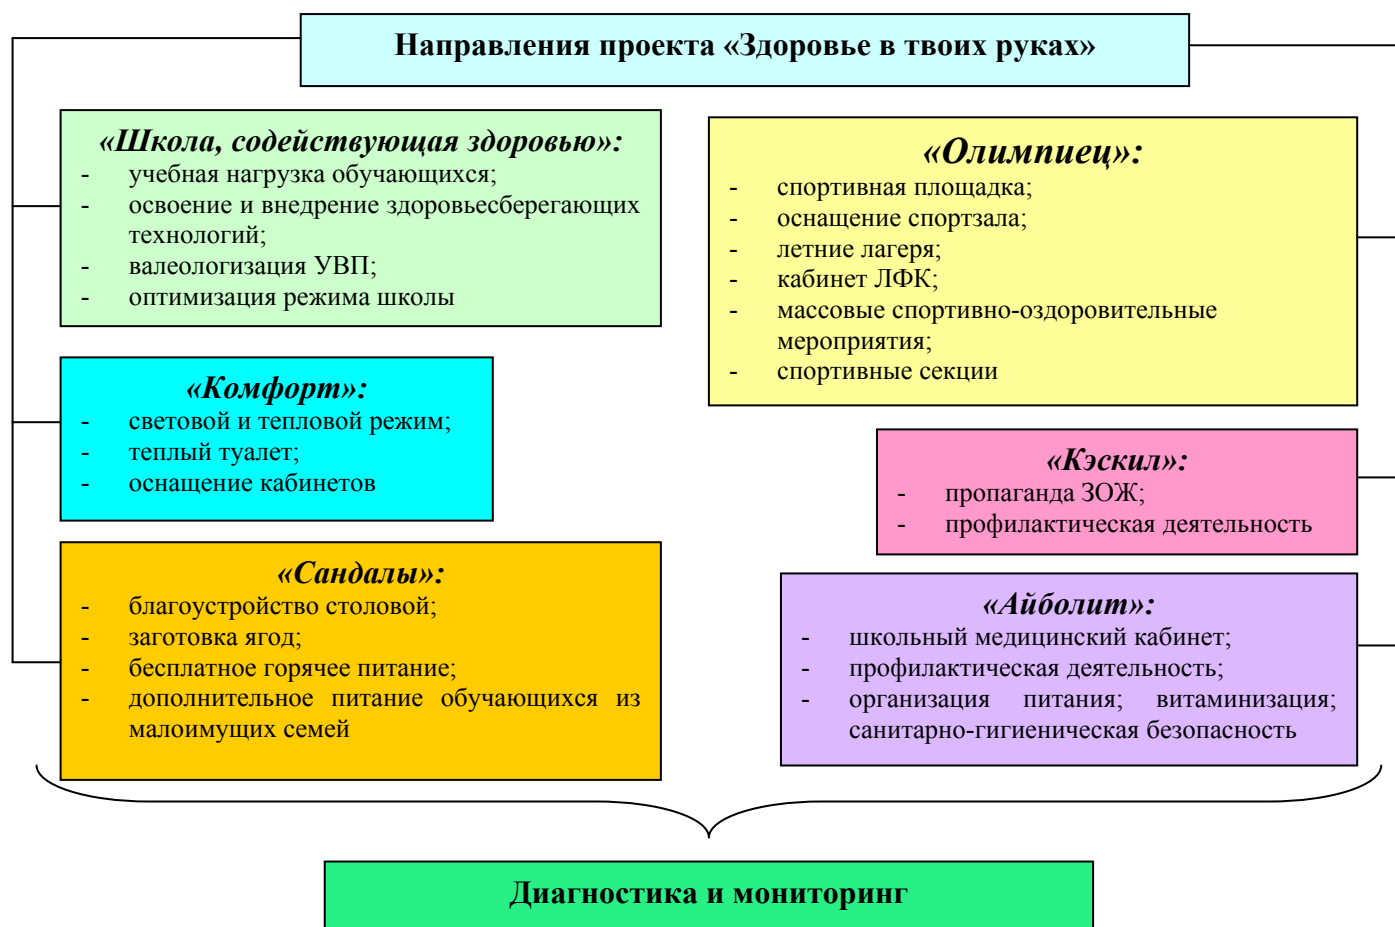 Направления проекта «Здоровье в твоих руках»
«Школа, содействующая здоровью»:
- учебная нагрузка обучающихся;
- освоение и внедрение здоровьесберегающих
технологий;
- валеологизация УВП;
- оптимизация режима школы
«Комфорт»:
- световой и тепловой режим;
- теплый туалет;
- оснащение кабинетов
«Сандалы»:
- благоустройство столовой;
- заготовка ягод;
- бесплатное горячее питание;
- дополнительное питание обучающихся из
малоимущих семей
«Олимпиец»:
- спортивная площадка;
- оснащение спортзала;
- летние лагеря;
- кабинет ЛФК;
- массовые спортивно-оздоровительные
мероприятия;
- спортивные секции
«Кэскил»:
- пропаганда ЗОЖ;
- профилактическая деятельность
«Айболит»:
- школьный медицинский кабинет;
- профилактическая деятельность;
- организация питания; витаминизация;
санитарно-гигиеническая безопасность
Диагностика и мониторинг